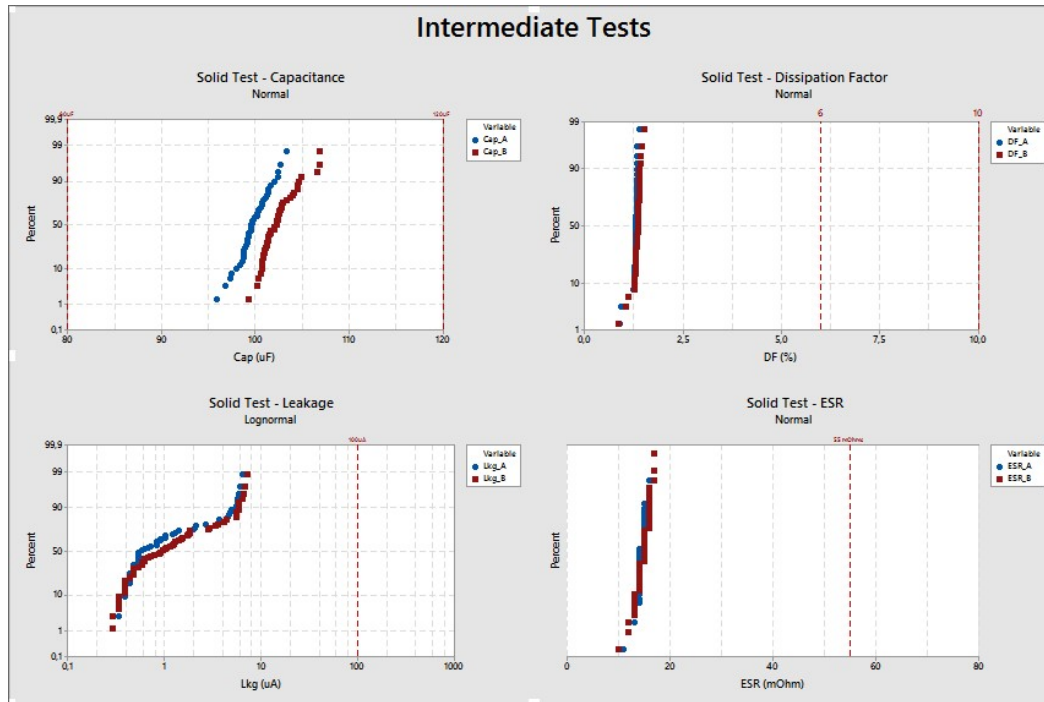 Intermediate Tests
Solid Test - Capacitance
Normal
80uF
120uF
99,9
99
90
50
10
1
0,1
Percent
80
90
100
110
120
Cap (uF)
Variable
Cap_A
Cap_B
Solid Test - Dissipation Factor
Normal
6
10
99
90
50
10
1
Percent
0,0
2,5
5,0
7,5
10,0
DF (%)
Variable
DF_A
DF_B
Solid Test - Leakage
Lognormal
100uA
99,9
99
90
50
10
1
0,1
Percent
0,1
1
10
100
1000
Lkg (uA)
Variable
Lkg_A
Lkg_B
Solid Test - ESR
Normal
55 mOhms
Percent
0
20
40
60
80
ESR (mOhm)
Variable
ESR_A
ESR_B